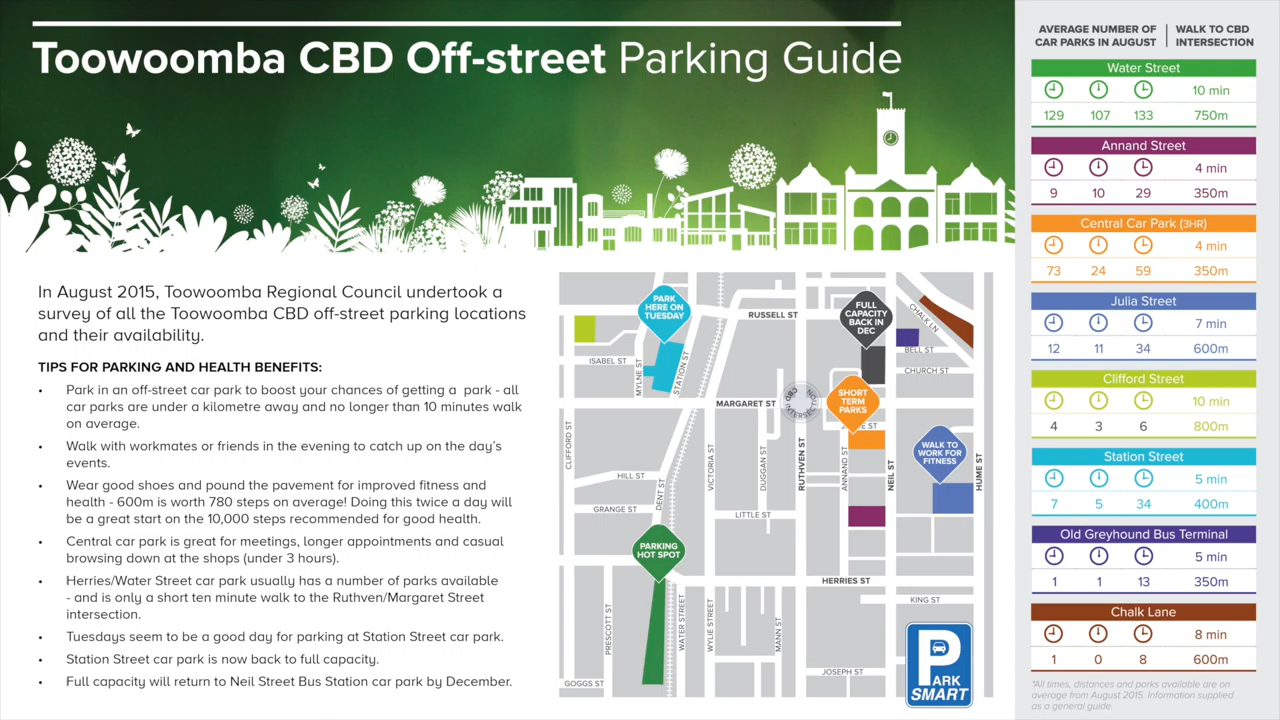 Toowoomba CBD Off-street Parking Guide
In August 2015, Toowoomba Regional Council undertook a
survey of all the Toowoomba CBD off-street parking locations
and their availability.
TIPS FOR PARKING AND HEALTH BENEFITS:
• Park in an off-street car park to boost your chances of getting a park - all
car parks are under a kilometre away and no longer than 10 minutes walk
on average.
• Walk with workmates or friends in the evening to catch up on the day's
events.
• Wear good shoes and pound the pavement for improved fitness and
health - 600m is worth 780 steps on average! Doing this twice a day will
be a great start on the 10,000 steps recommended for good health.
• Central car park is great for meetings, longer appointments and casual
browsing down at the shops (under 3 hours).
• Herries/Water Street car park usually has a number of parks available
- and is only a short ten minute walk to the Ruthven/Margaret Street
intersection.
• Tuesdays seem to be a good day for parking at Station Street car park.
• Station Street car park is now back to full capacity.
• Full capacity will return to Neil Street Bus Station car park by December.
PARK
HERE ON
TUESDAY
RUSSELL ST
FULL
CAPACITY
BACK IN
DEC
CHALK LN
ISABEL ST
MYLNE ST
STATION ST
BELL ST
CHURCH ST
MARGARET ST
CBD INTERSECTION
SHORT
TERM
PARKS
E ST
CLIFFORD ST
HILL ST
DENT ST
VICTORIA ST
DUGGAN ST
RUTHVEN ST
ANNAND ST
NEIL ST
WALK TO
WORK FOR
FITNESS
HUME ST
GRANGE ST
LITTLE ST
PARKING
HOT SPOT
HERRIES ST
KING ST
PRESCOTT ST
WATER STREET
WYLIE STREET
MANN ST
JOSEPH ST
GOGGS ST
PARK
SMART
AVERAGE NUMBER OF CAR PARKS IN AUGUST | WALK TO CBD INTERSECTION
Water Street
10 min
129 107 133 750m
Annand Street
4 min
9 10 29 350m
Central Car Park (3HR)
4 min
73 24 59 350m
Julia Street
7 min
12 11 34 600m
Clifford Street
10 min
4 3 6 800m
Station Street
5 min
7 5 34 400m
Old Greyhound Bus Terminal
5 min
1 1 13 350m
Chalk Lane
8 min
1 0 8 600m
*All times, distances and parks available are on
average from August 2015. Information supplied
as a general guide.